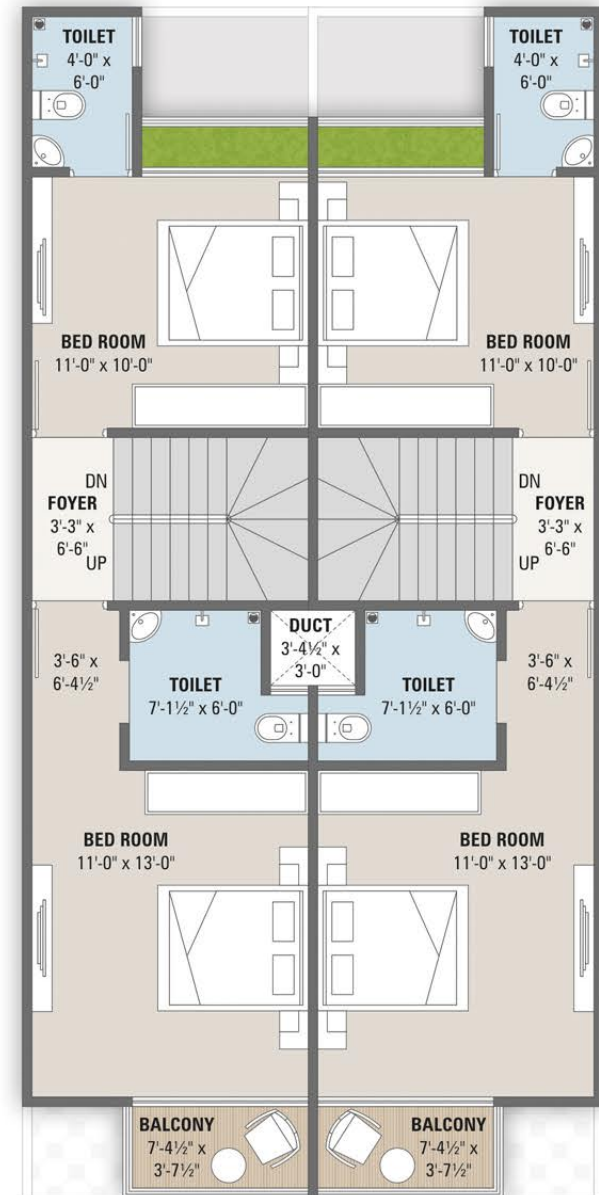 TOILET
4'-0" x
6'-0"
TOILET
4'-0" x
6'-0"
BED ROOM
11'-0" x 10'-0"
BED ROOM
11'-0" x 10'-0"
DN
FOYER
3'-3" x
6'-6"
UP
DN
FOYER
3'-3" x
6'-6"
UP
DUCT
3'-4½" x
3'-0"
3'-6" x
6'-4½"
TOILET
7'-1½" x 6'-0"
TOILET
7'-1½" x 6'-0"
3'-6" x
6'-4½"
BED ROOM
11'-0" x 13'-0"
BED ROOM
11'-0" x 13'-0"
BALCONY
7'-4½" x
3'-7½"
BALCONY
7'-4½" x
3'-7½"